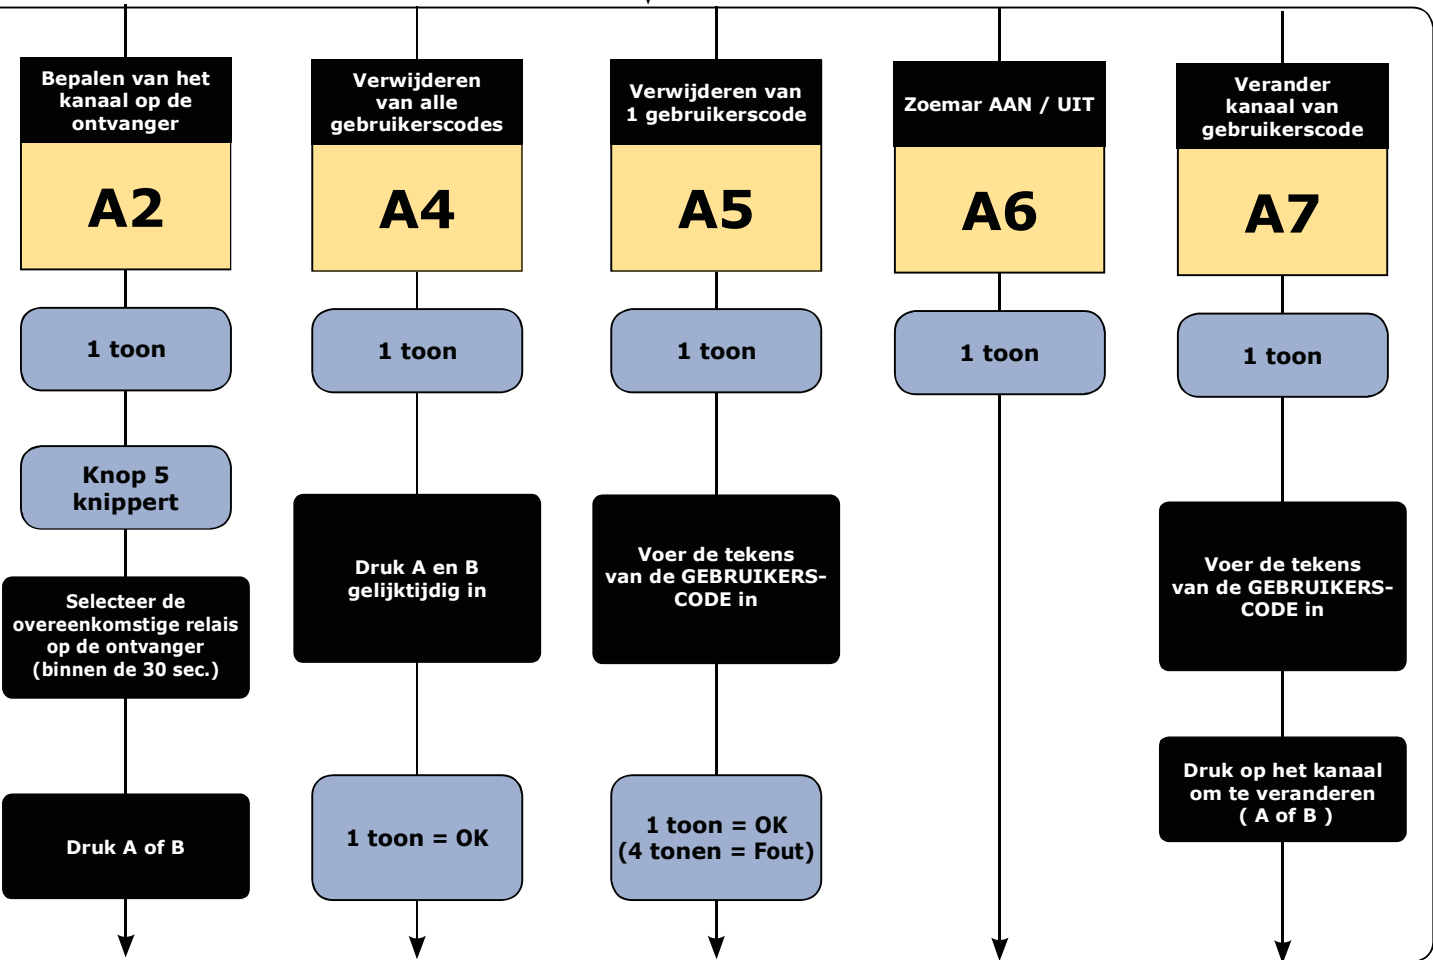 Bepalen van het
kanaal op de
ontvanger
A2
1 toon
Knop 5
knippert
Selecteer de
overeenkomstige relais
op de ontvanger
(binnen de 30 sec.)
Druk A of B
Verwijderen
van alle
gebruikerscodes
A4
1 toon
Druk A en B
gelijktijdig in
1 toon = OK
Verwijderen van
1 gebruikerscode
A5
1 toon
Voer de tekens
van de GEBRUIKERS-
CODE in
1 toon = OK
(4 tonen = Fout)
Zoemar AAN / UIT
A6
1 toon
Verander
kanaal van
gebruikerscode
A7
1 toon
Voer de tekens
van de GEBRUIKERS-
CODE in
Druk op het kanaal
om te veranderen
( A of B )